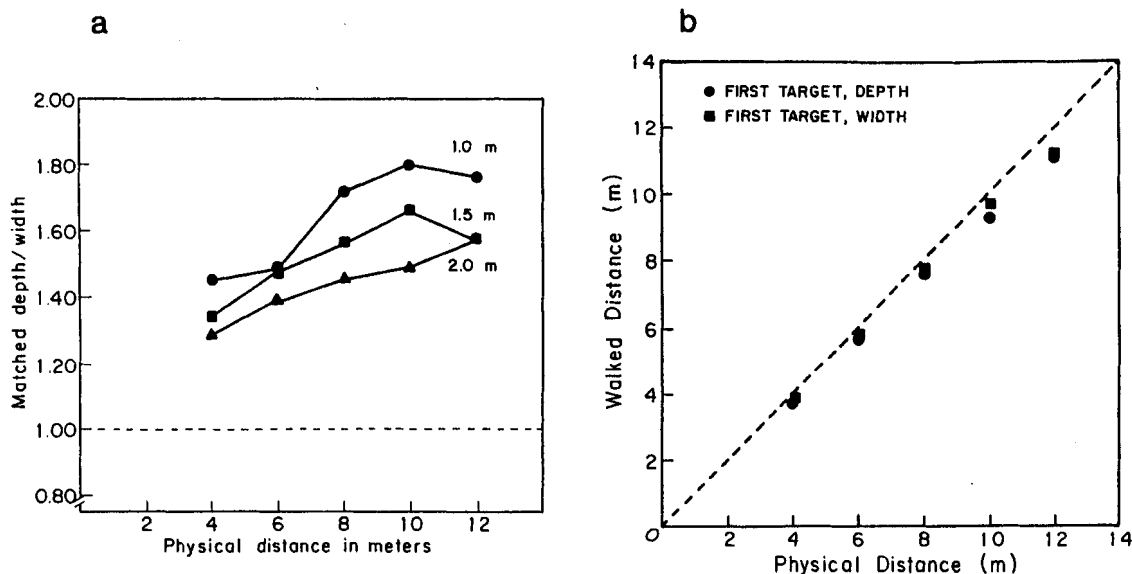 a
2.00
1.80
1.60
1.40
1.20
1.00
0.80
Matched depth/width
1.0 m
1.5 m
2.0 m
2 4 6 8 10 12
Physical distance in meters
b
14
12
10
8
6
4
2
0
Walked Distance (m)
FIRST TARGET, DEPTH
FIRST TARGET, WIDTH
2 4 6 8 10 12 14
Physical Distance (m)